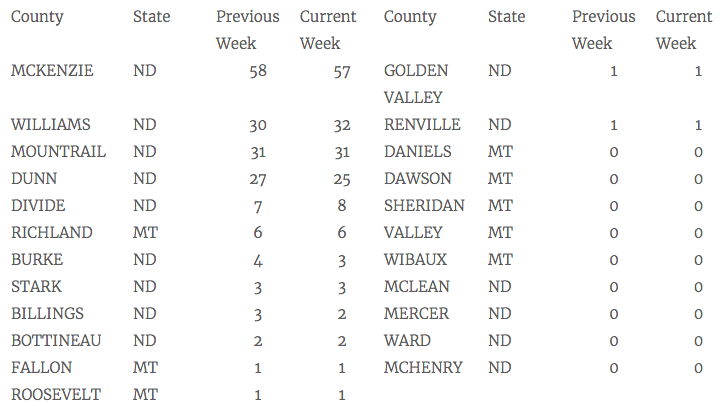 County State Previous Current County State Previous Current
Week Week Week Week
MCKENZIE ND 58 57 GOLDEN ND 1 1
VALLEY
WILLIAMS ND 30 32 RENVILLE ND 1 1
MOUNTRAIL ND 31 31 DANIELS MT 0 0
DUNN ND 27 25 DAWSON MT 0 0
DIVIDE ND 7 8 SHERIDAN MT 0 0
RICHLAND MT 6 6 VALLEY MT 0 0
BURKE ND 4 3 WIBAUX MT 0 0
STARK ND 3 3 MCLEAN ND 0 0
BILLINGS ND 3 2 MERCER ND 0 0
BOTTINEAU ND 2 2 WARD ND 0 0
FALLON MT 1 1 MCHENRY ND 0 0
ROOSEVELT MT 1 1